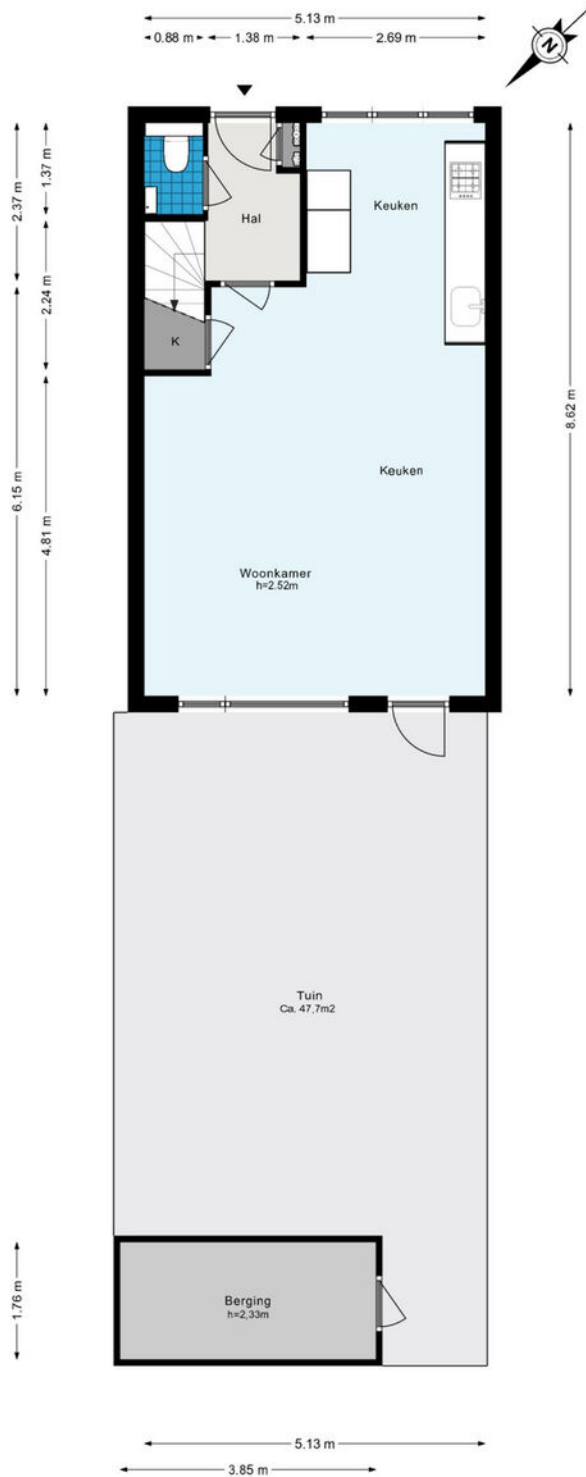 5.13 m
0.88 m
1.38 m
2.69 m
N
2.37 m
1.37 m
Keuken
Hal
2.24 m
K
8.62 m
6.15 m
4.81 m
Keuken
Woonkamer
h=2.52m
Tuin
Ca. 47,7m2
1.76 m
Berging
h=2,33m
5.13 m
3.85 m